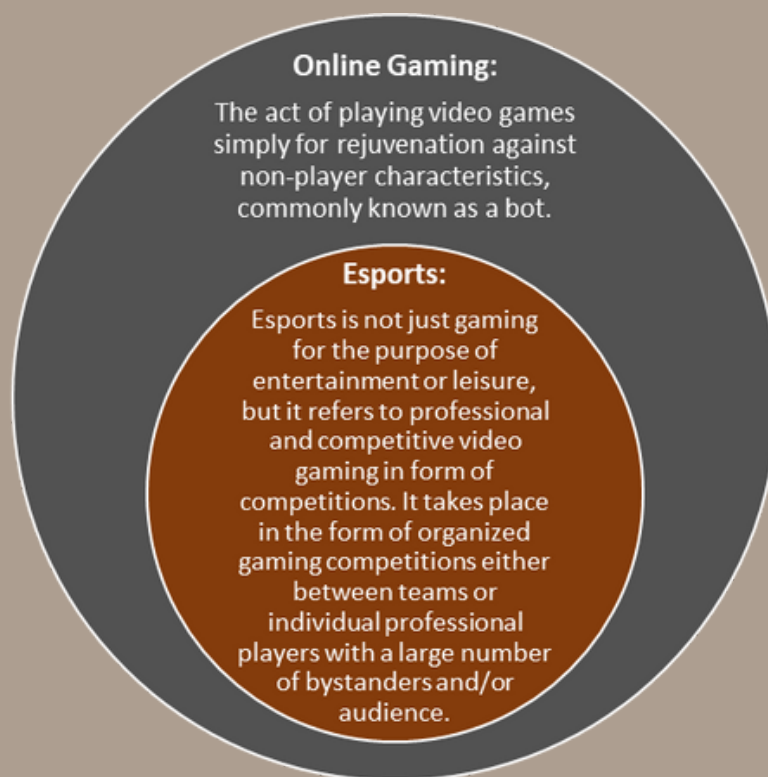 Online Gaming:
The act of playing video games
simply for rejuvenation against
non-player characteristics,
commonly known as a bot.
Esports:
Esports is not just gaming
for the purpose of
entertainment or leisure,
but it refers to professional
and competitive video
gaming in form of
competitions. It takes place
in the form of organized
gaming competitions either
between teams or
individual professional
players with a large number
of bystanders and/or
audience.